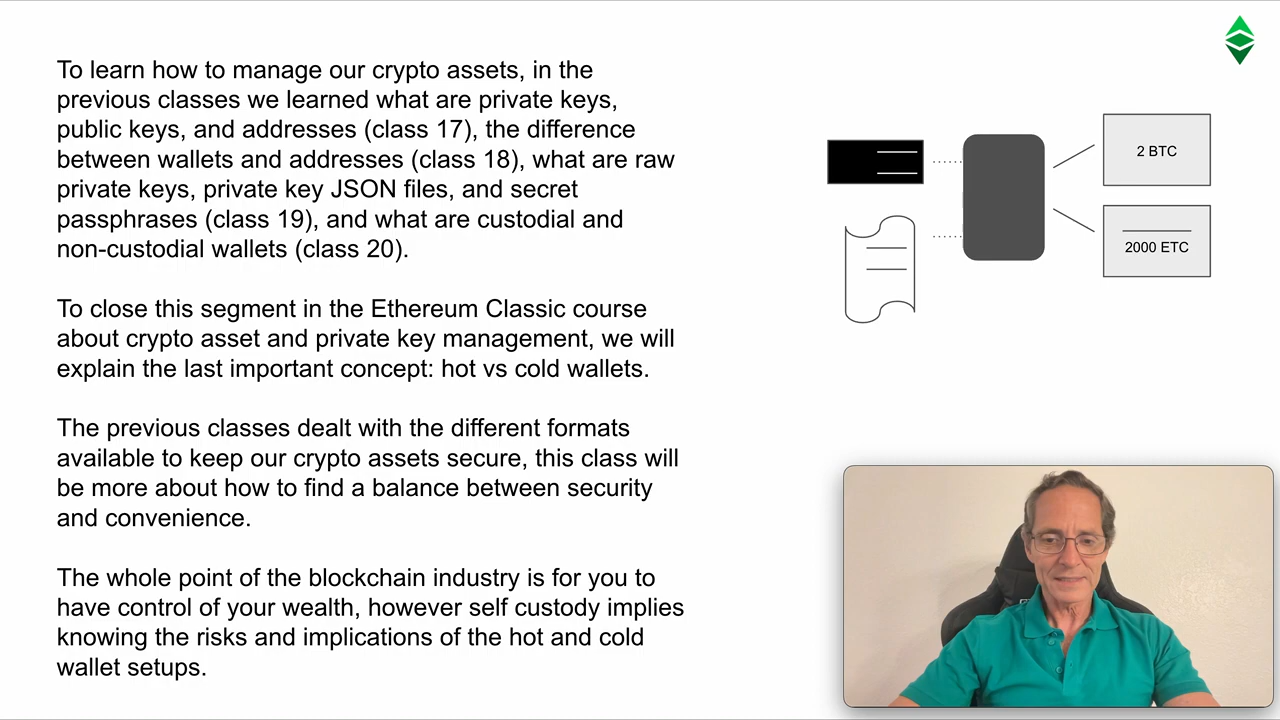 To learn how to manage our crypto assets, in the
previous classes we learned what are private keys,
public keys, and addresses (class 17), the difference
between wallets and addresses (class 18), what are raw
private keys, private key JSON files, and secret
passphrases (class 19), and what are custodial and
non-custodial wallets (class 20).
To close this segment in the Ethereum Classic course
about crypto asset and private key management, we will
explain the last important concept: hot vs cold wallets.
The previous classes dealt with the different formats
available to keep our crypto assets secure, this class will
be more about how to find a balance between security
and convenience.
The whole point of the blockchain industry is for you to
have control of your wealth, however self custody implies
knowing the risks and implications of the hot and cold
wallet setups.
2 BTC
2000 ETC